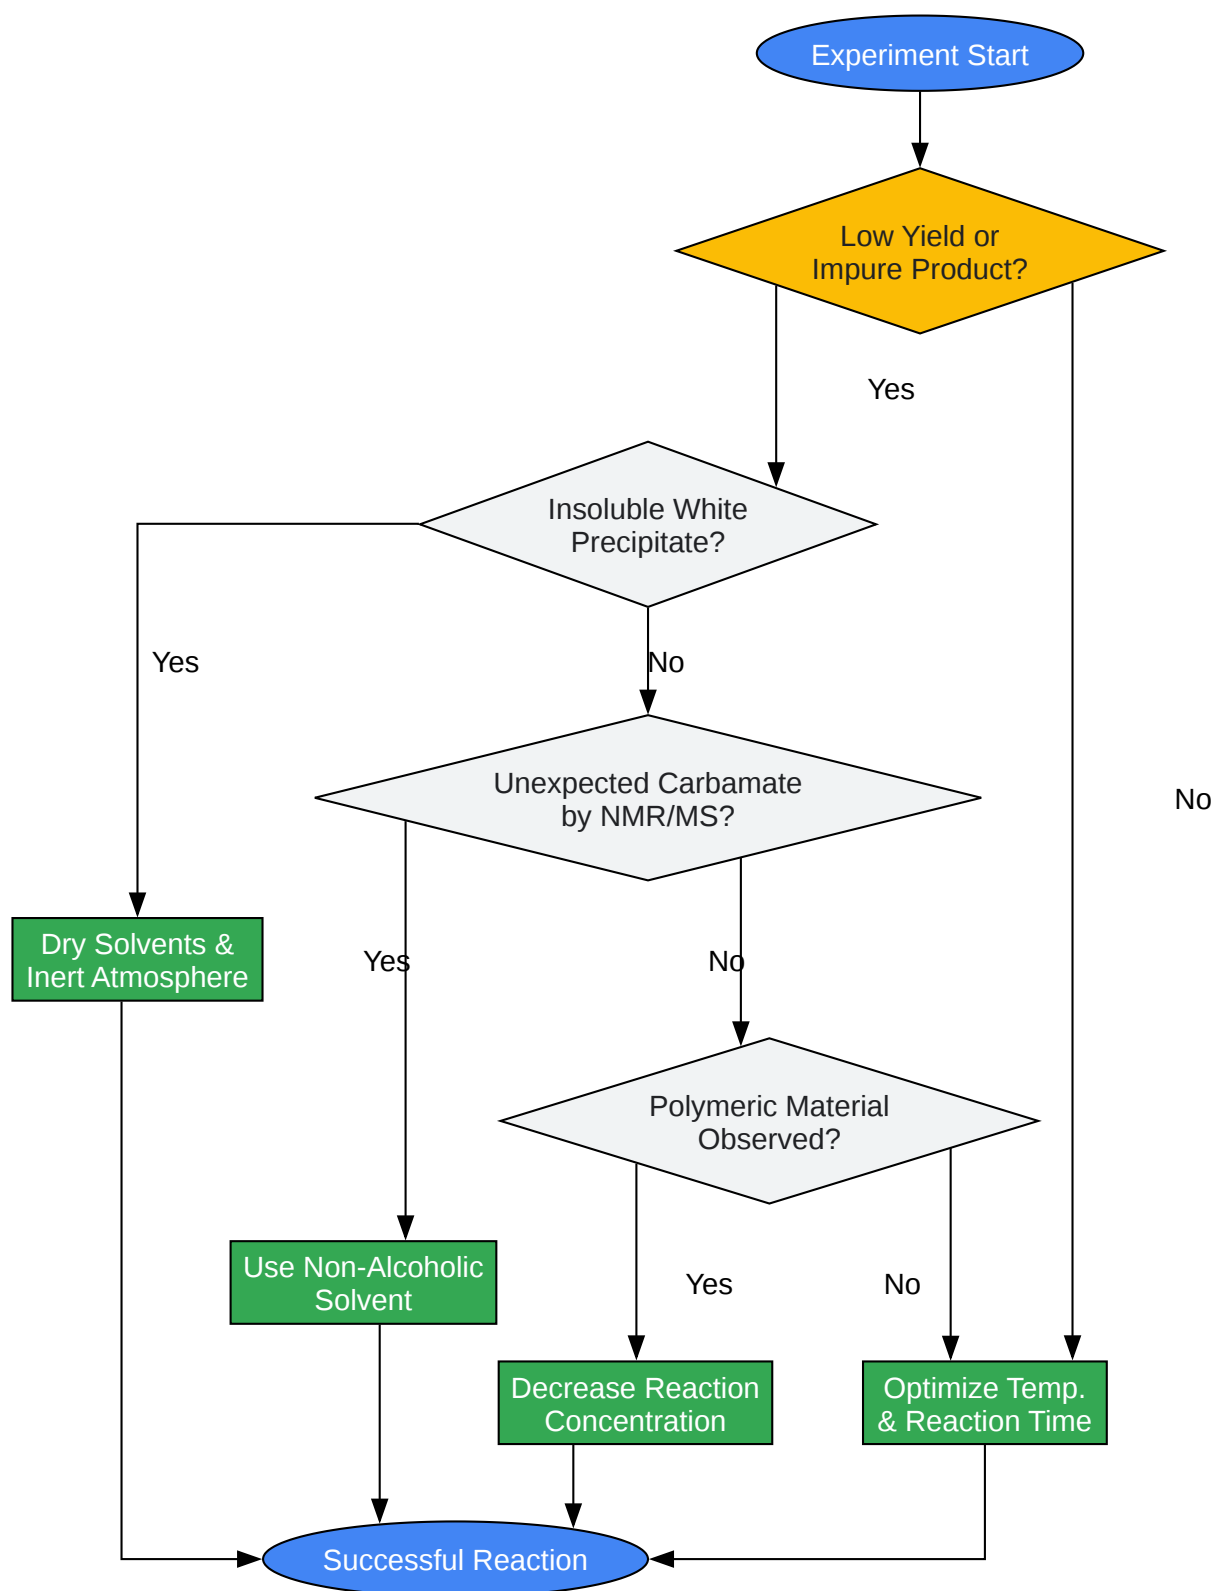 Experiment Start
Low Yield or
Impure Product?
Yes
Insoluble White
Precipitate?
Yes
No
Unexpected Carbamate
by NMR/MS?
No
Dry Solvents &
Inert Atmosphere
Yes
No
Polymeric Material
Observed?
Use Non-Alcoholic
Solvent
Yes
No
Decrease Reaction
Concentration
Optimize Temp.
& Reaction Time
Successful Reaction